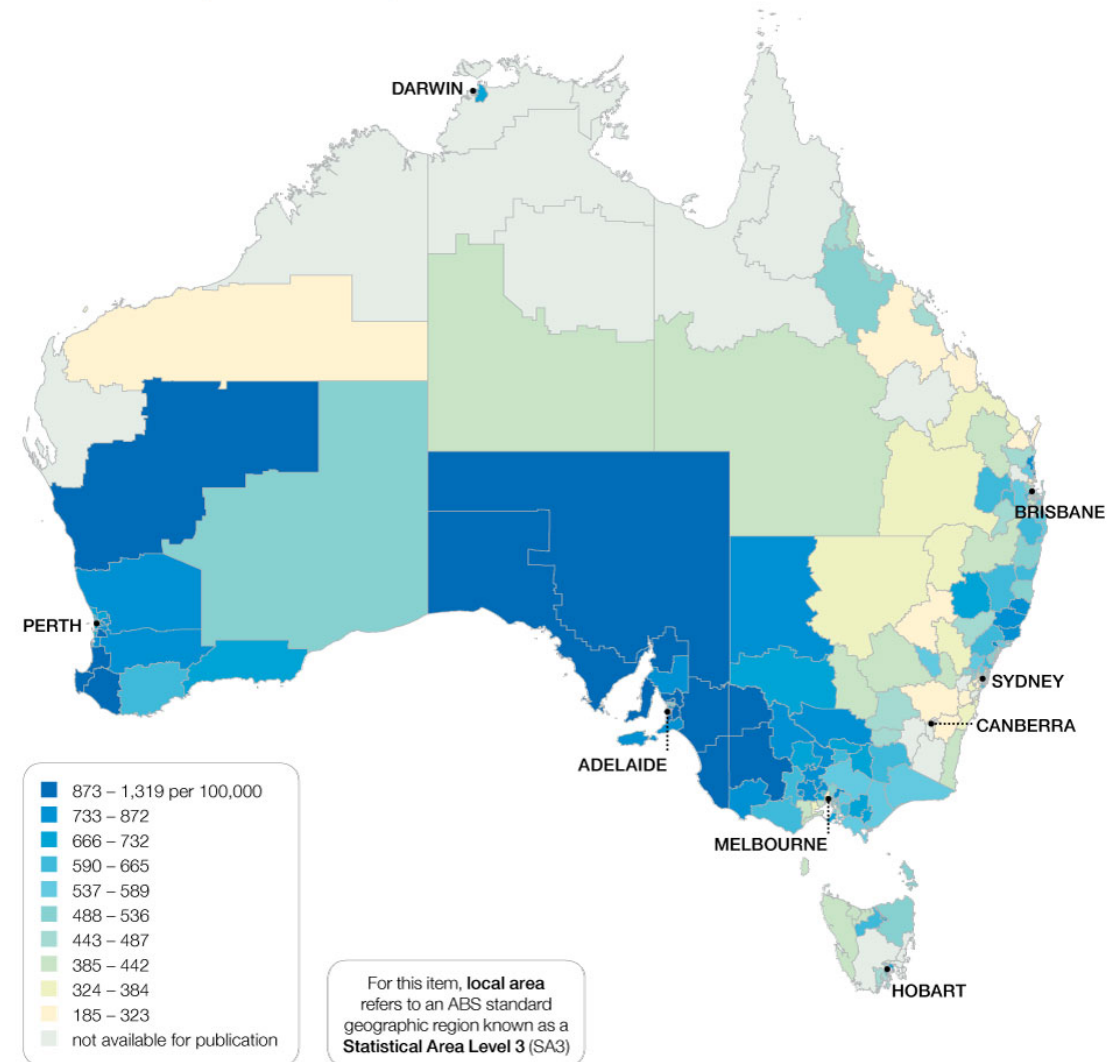 DARWIN
BRISBANE
PERTH
SYDNEY
CANBERRA
ADELAIDE
MELBOURNE
HOBART
873 – 1,319 per 100,000
733 – 872
666 – 732
590 – 665
537 – 589
488 – 536
443 – 487
385 – 442
324 – 384
185 – 323
not available for publication
For this item, local area
refers to an ABS standard
geographic region known as a
Statistical Area Level 3 (SA3)